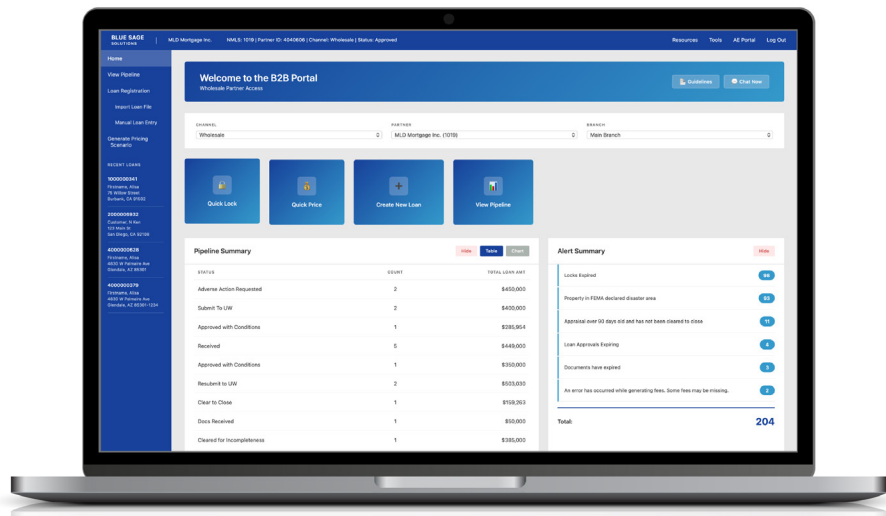 BLUE SAGE
SOLUTIONS
MLD Mortgage Inc. NMLS: 1019 | Partner ID: 4040606 | Channel: Wholesale | Status: Approved
Resources Tools AE Portal Log Out
Home
View Pipeline
Loan Registration
Import Loan File
Manual Loan Entry
Generate Pricing
Scenario
RECENT LOANS
1000000341
Firstname, Alisa
75 Willow Street
Burbank, CA 91502
2000006932
Customer, N Ken
123 Main St
San Diego, CA 92108
4000000828
Firstname, Alisa
4830 W Palmaire Ave
Glendale, AZ 85301
4000000379
Firstname, Alisa
4830 W Palmaire Ave
Glendale, AZ 85301-1234
Welcome to the B2B Portal
Wholesale Partner Access
Guidelines
Chat Now
CHANNEL
Wholesale
PARTNER
MLD Mortgage Inc. (1019)
BRANCH
Main Branch
Quick Lock
Quick Price
Create New Loan
View Pipeline
Pipeline Summary
Hide Table Chart
STATUS COUNT TOTAL LOAN AMT
Adverse Action Requested 2 $450,000
Submit To UW 2 $400,000
Approved with Conditions 1 $285,954
Received 5 $449,000
Approved with Conditions 1 $350,000
Resubmit to UW 2 $503,030
Clear to Close 1 $159,263
Docs Received 1 $50,000
Cleared for Incompleteness 1 $385,000
Alert Summary
Hide
Locks Expired
Property in FEMA declared disaster area 93
Appraisal over 90 days old and has not been cleared to close 11
Loan Approvals Expiring 4
Documents have expired 3
An error has occurred while generating fees. Some fees may be missing. 2
Total: 204